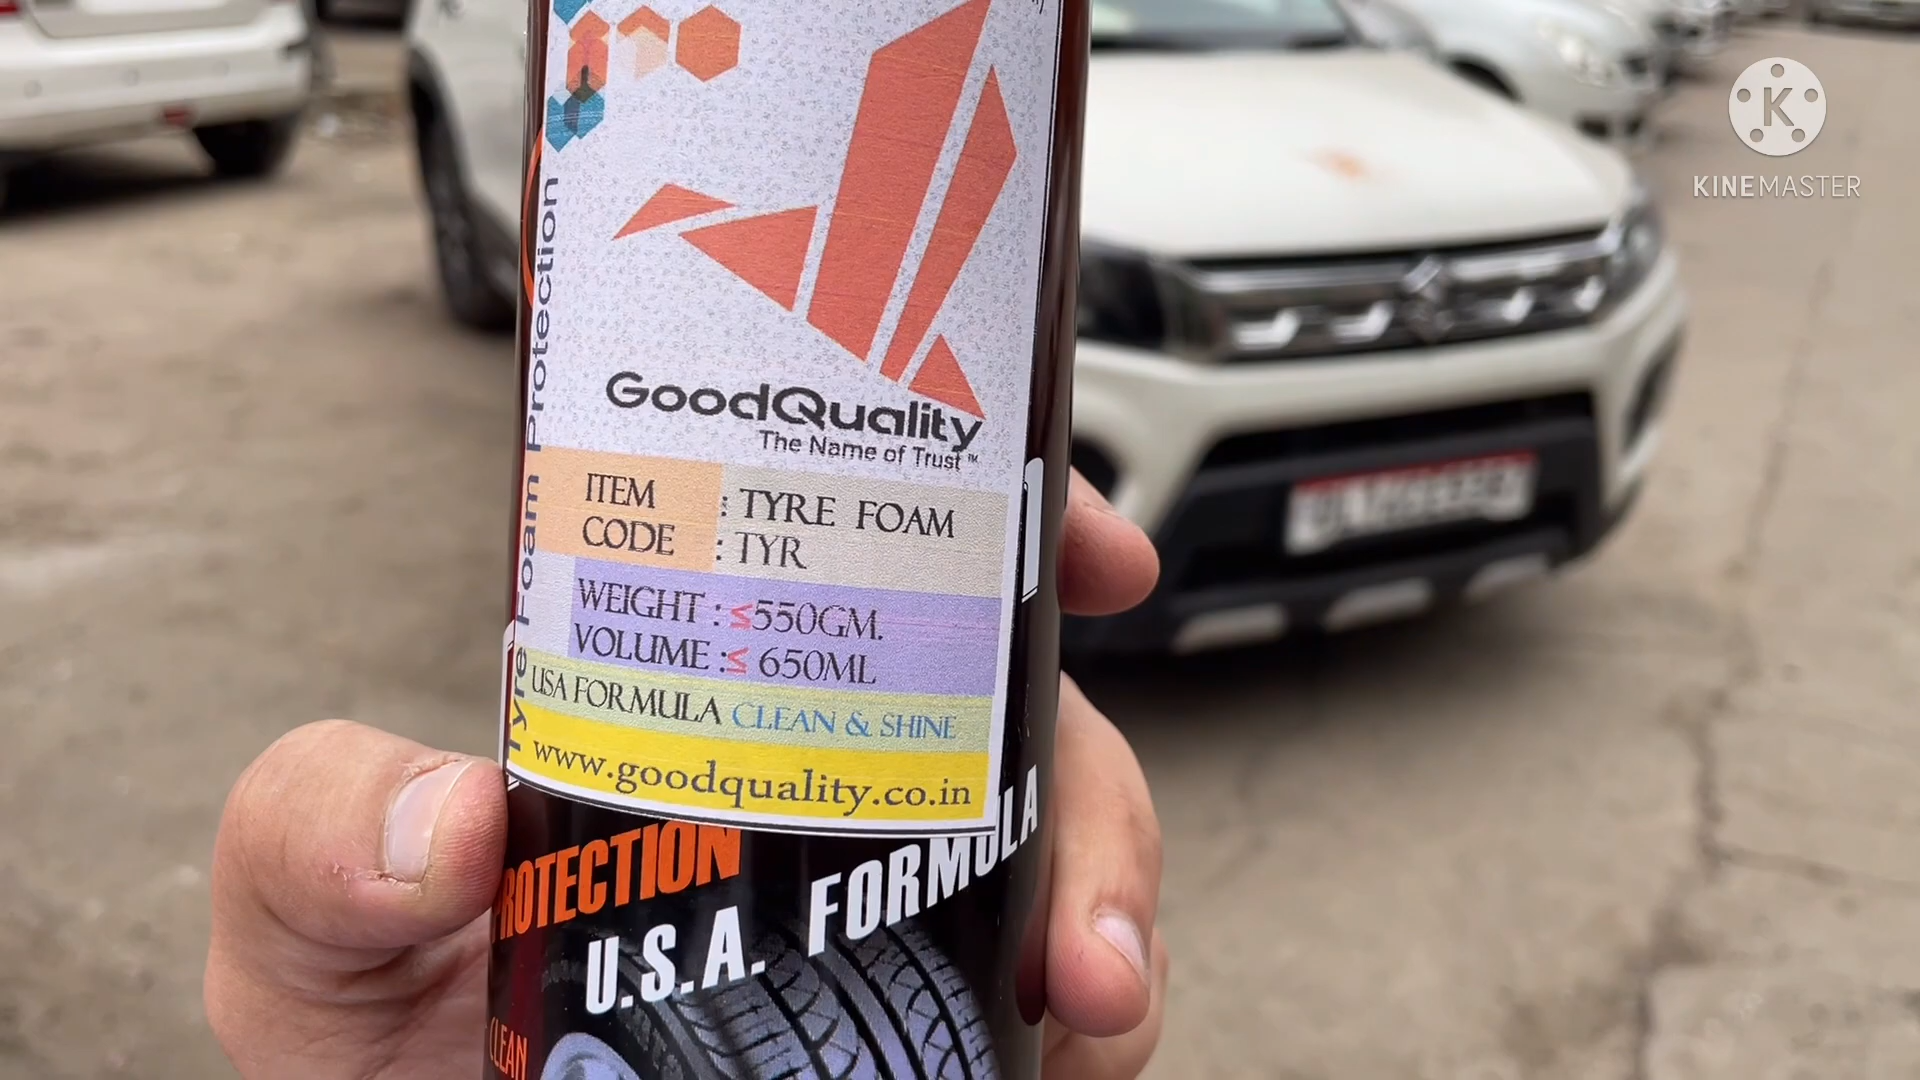 KINEMASTER
Tyre Foam Protection
GoodQuality
The Name of Trust™
ITEM : TYRE FOAM
CODE : TYR
WEIGHT : ≤550GM.
VOLUME :≤ 650ML
USA FORMULA CLEAN & SHINE
www.goodquality.co.in
PROTECTION
U.S.A. FORMULA
CLEAN